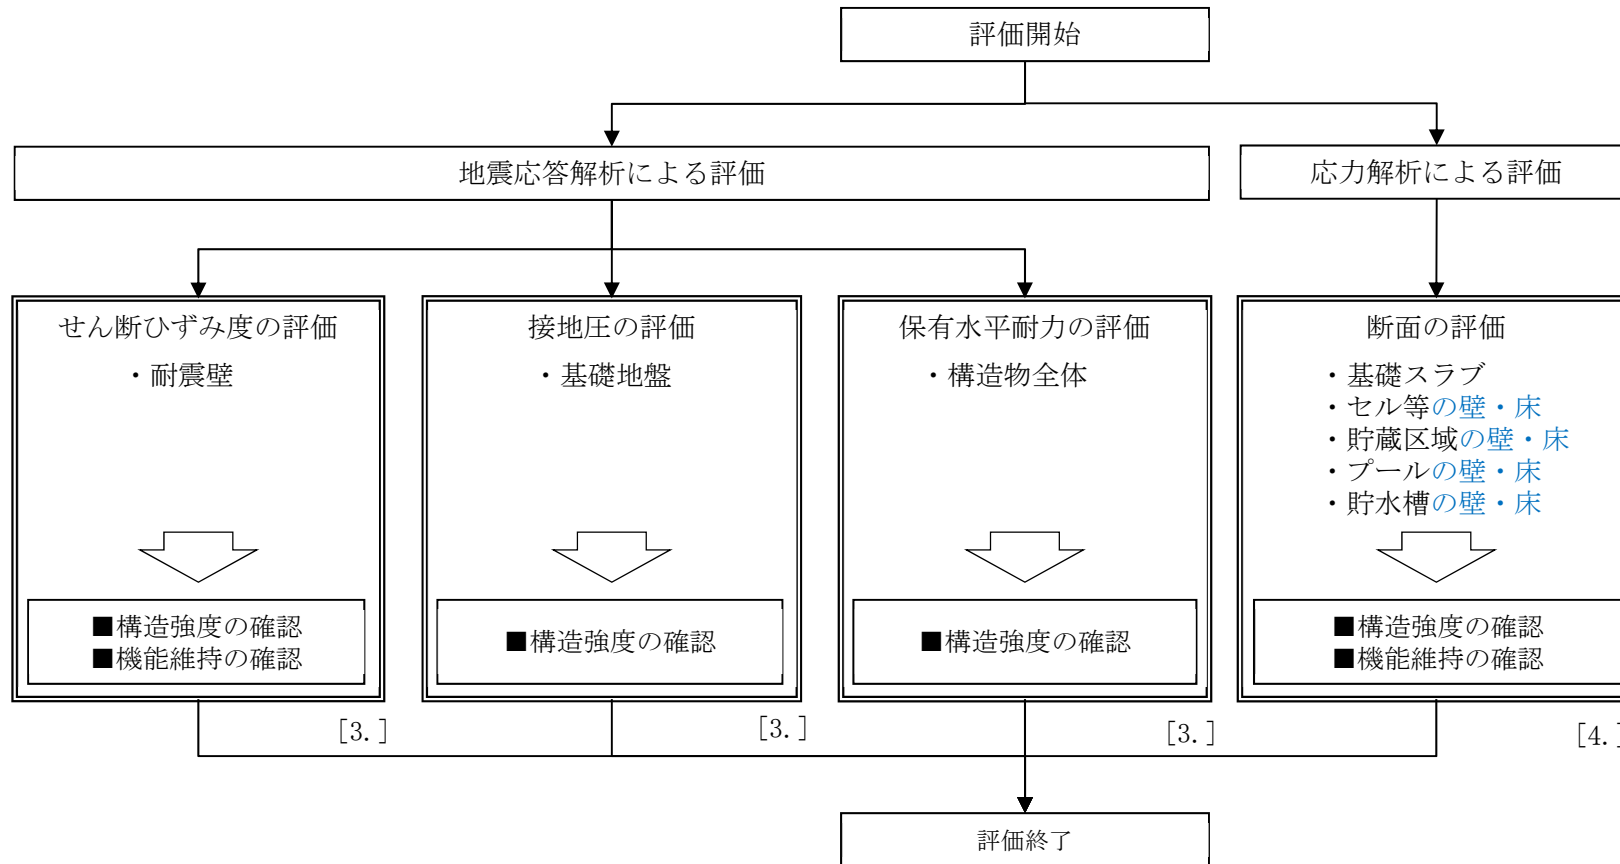 評価開始
地震応答解析による評価
応力解析による評価
せん断ひずみ度の評価
・耐震壁
■構造強度の確認
■機能維持の確認
[3.]
接地圧の評価
・基礎地盤
■構造強度の確認
[3.]
保有水平耐力の評価
・構造物全体
■構造強度の確認
[3.]
断面の評価
・基礎スラブ
・セル等の壁・床
・貯蔵区域の壁・床
・プールの壁・床
・貯水槽の壁・床
■構造強度の確認
■機能維持の確認
[4.]
評価終了